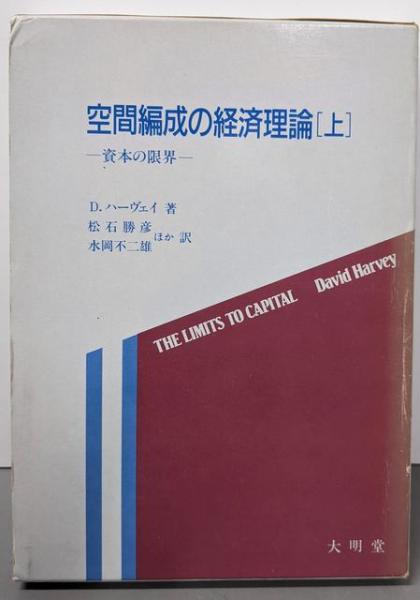 空間編成の経済理論[上]
—資本の限界—
D. ハーヴェイ 著
松石勝彦
水岡不二雄 ほか 訳
THE LIMITS TO CAPITAL David Harvey
大明堂